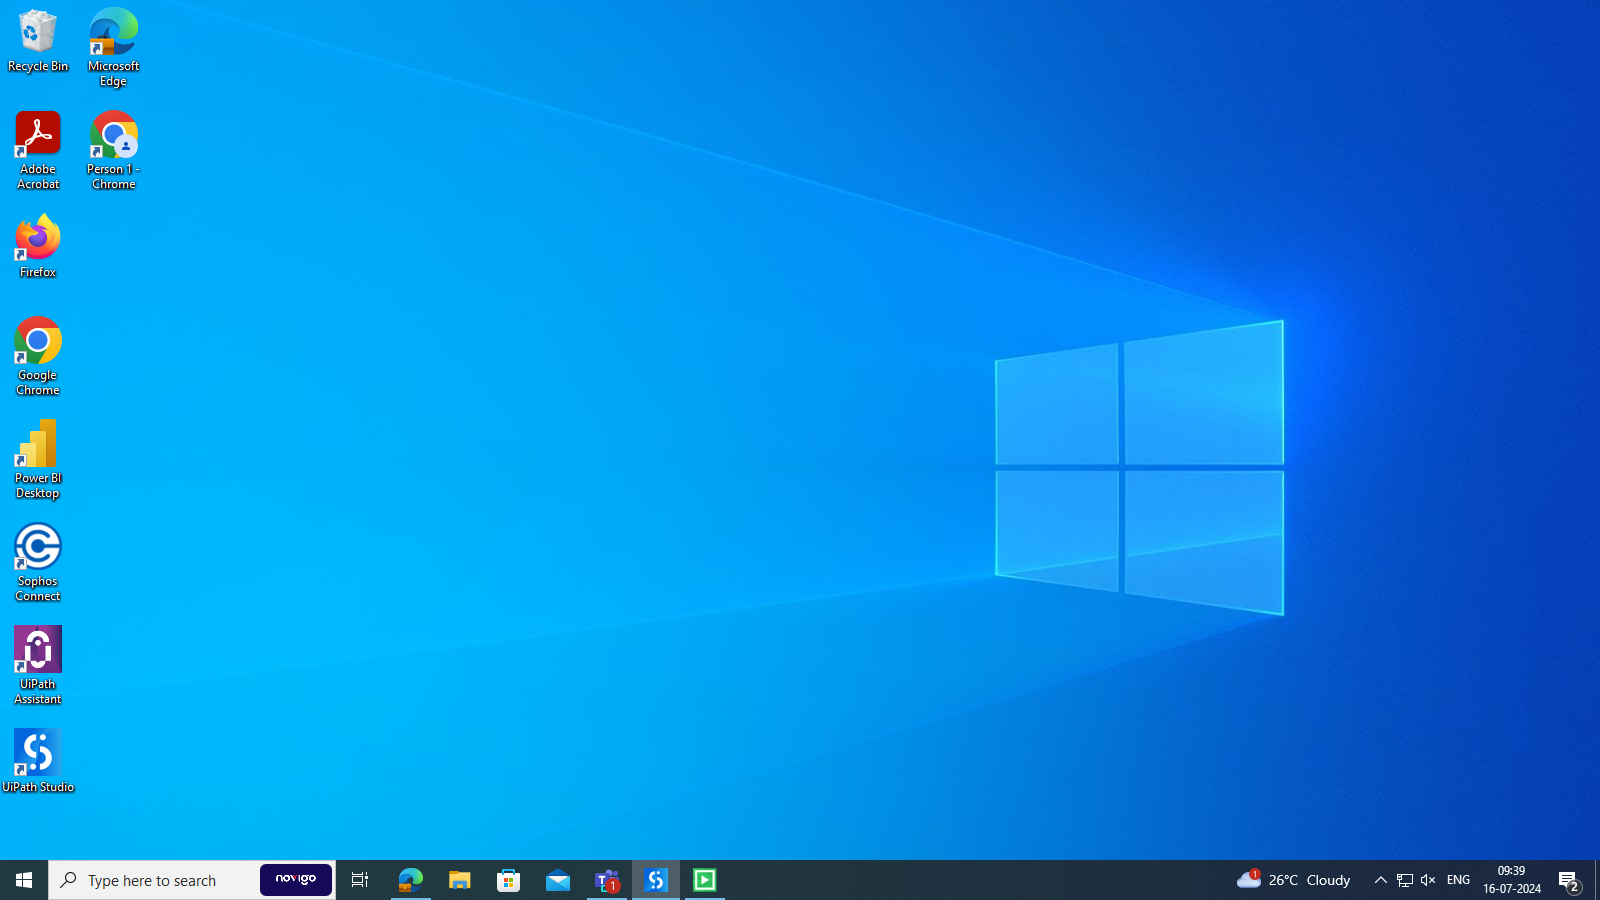 Recycle Bin
Microsoft
Edge
Adobe
Acrobat
Person 1 -
Chrome
Firefox
Google
Chrome
Power BI
Desktop
Sophos
Connect
UiPath
Assistant
UiPath Studio
Type here to search
novigo
1
1
26°C Cloudy
ENG
09:39
16-07-2024
2